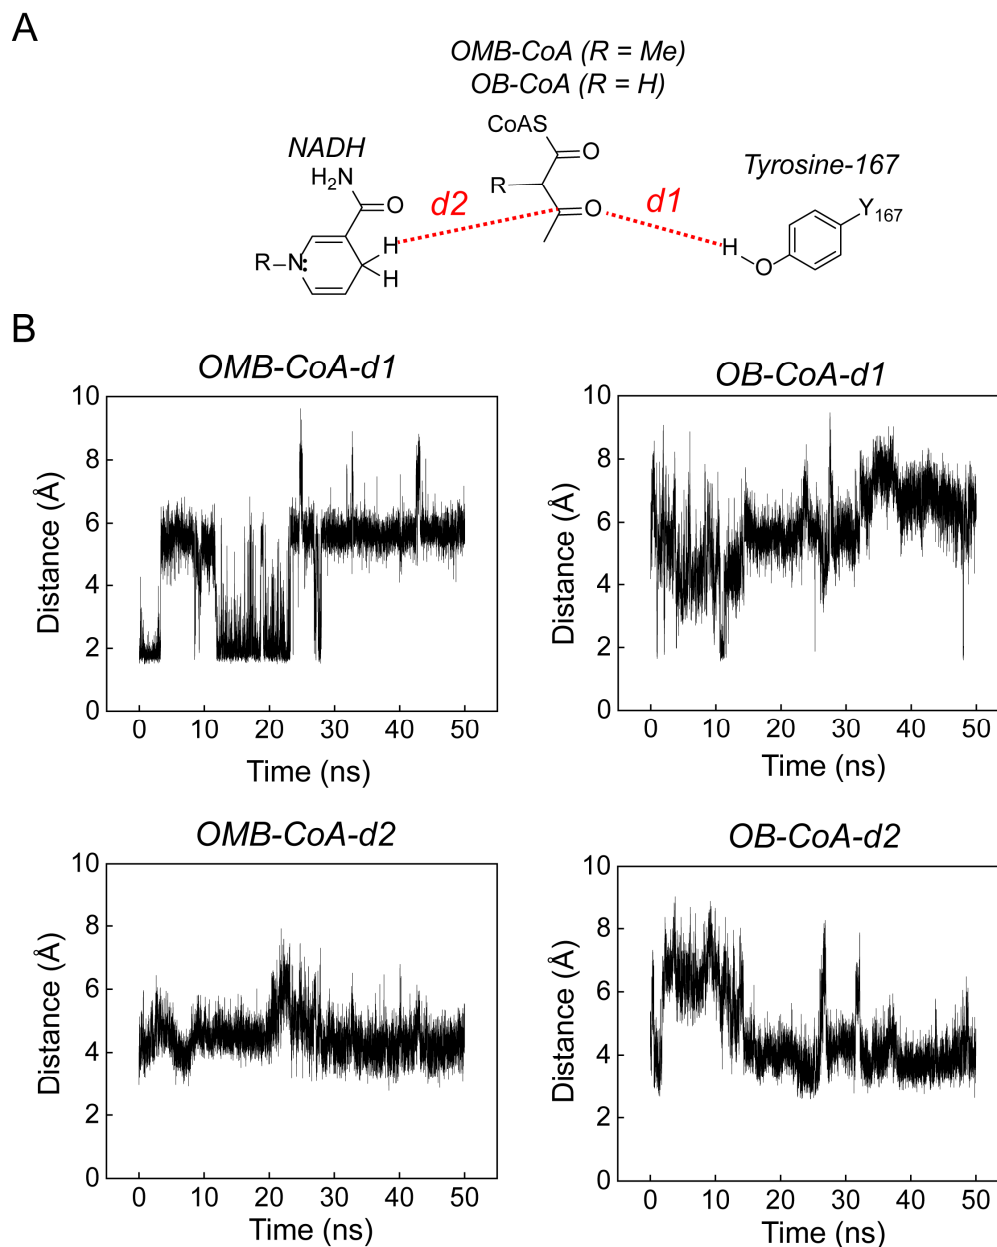 A
OMB-CoA (R = Me)
OB-CoA (R = H)
CoAS
O
R
O
NADH
H₂N
O
H
H
R
N
d2
d1
Tyrosine-167
Y₁₆₇
H
O
B
OMB-CoA-d1
10
8
6
4
2
0
Distance (Å)
0 10 20 30 40 50
Time (ns)
OB-CoA-d1
10
8
6
4
2
0
Distance (Å)
0 10 20 30 40 50
Time (ns)
OMB-CoA-d2
10
8
6
4
2
0
Distance (Å)
0 10 20 30 40 50
Time (ns)
OB-CoA-d2
10
8
6
4
2
0
Distance (Å)
0 10 20 30 40 50
Time (ns)